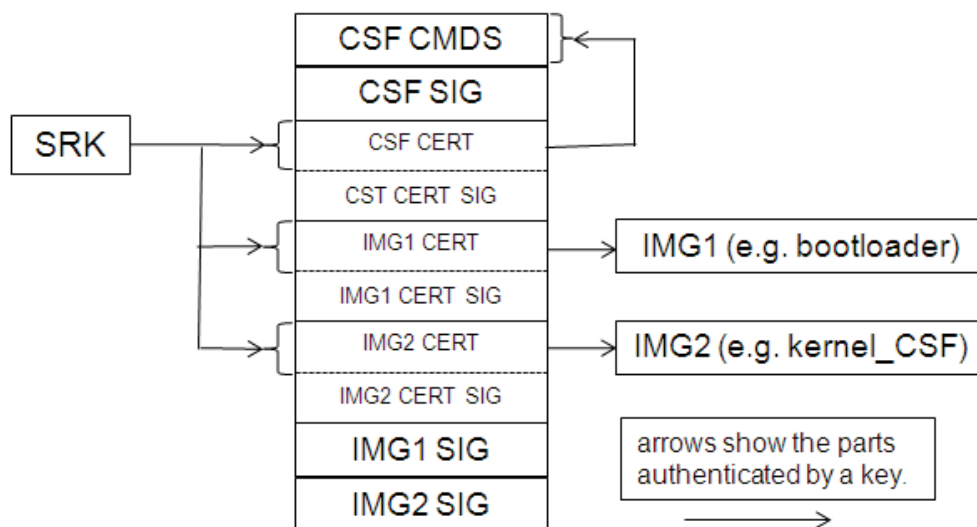 CSF CMDS
CSF SIG
SRK
CSF CERT
CST CERT SIG
IMG1 CERT
IMG1 (e.g. bootloader)
IMG1 CERT SIG
IMG2 CERT
IMG2 (e.g. kernel_CSF)
IMG2 CERT SIG
IMG1 SIG
IMG2 SIG
arrows show the parts
authenticated by a key.